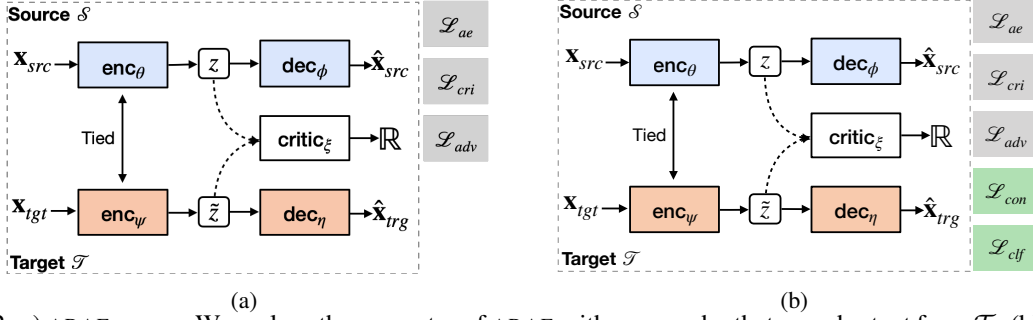 Source 𝒮
x_src
enc_θ
z
dec_ϕ
x̂_src
Tied
critic_ξ
ℝ
x_tgt
enc_ψ
z̃
dec_η
x̂_trg
Target 𝒯
ℒ_ae
ℒ_cri
ℒ_adv
(a)
Source 𝒮
x_src
enc_θ
z
dec_ϕ
x̂_src
Tied
critic_ξ
ℝ
x_tgt
enc_ψ
z̃
dec_η
x̂_trg
Target 𝒯
ℒ_ae
ℒ_cri
ℒ_adv
ℒ_con
ℒ_clf
(b)